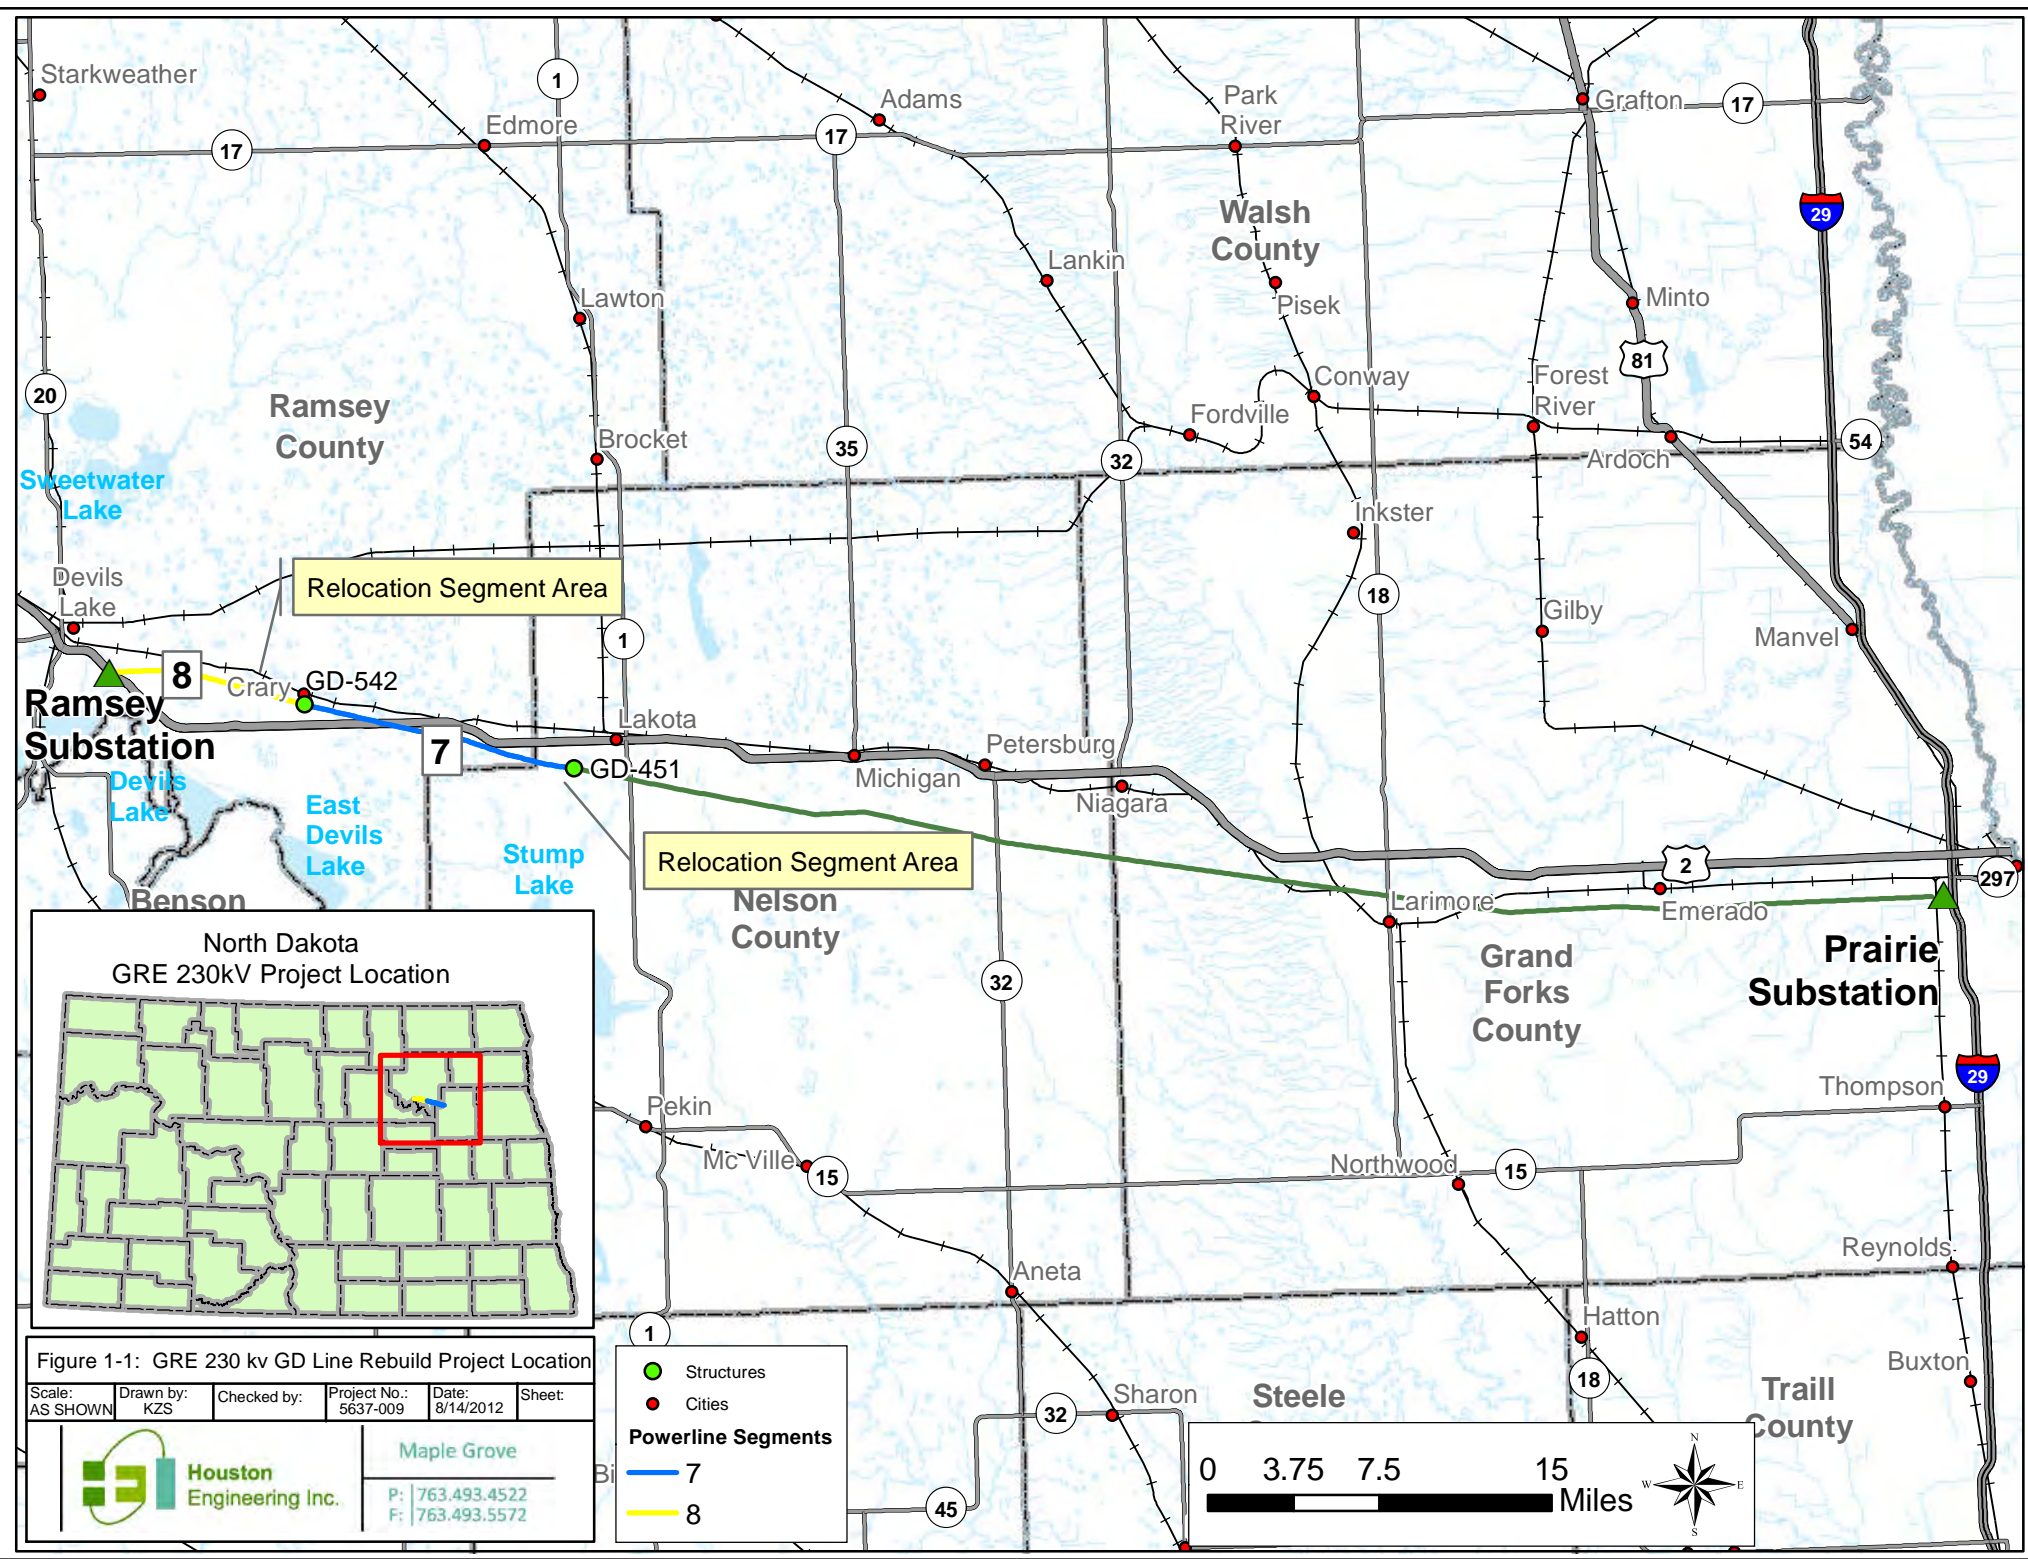 Starkweather
1
Adams
Park
River
Grafton
17
Edmore
17
17
29
Walsh
County
Lankin
Pisek
Lawton
Minto
81
20
Ramsey
County
Conway
Forest
River
Fordville
Brocket
35
32
54
Ardoch
Sweetwater
Lake
Inkster
Devils
Lake
Relocation Segment Area
18
Gilby
1
Manvel
8
Crary
GD-542
Ramsey
Substation
Lakota
7
Petersburg
GD-451
Michigan
Niagara
Devils
Lake
East
Devils
Lake
Stump
Lake
Relocation Segment Area
2
297
Benson
Nelson
County
Larimore
Emerado
Grand
Forks
County
Prairie
Substation
32
North Dakota
GRE 230kV Project Location
29
Thompson
Pekin
Mc Ville
15
Northwood
15
Reynolds
Aneta
1
Hatton
Buxton
18
Sharon
32
Steele
Traill
County
45
Bi
Figure 1-1: GRE 230 kv GD Line Rebuild Project Location
Scale:
AS SHOWN
Drawn by:
KZS
Checked by:
Project No.:
5637-009
Date:
8/14/2012
Sheet:
Houston
Engineering Inc.
Maple Grove
P: 763.493.4522
F: 763.493.5572
Structures
Cities
Powerline Segments
7
8
0 3.75 7.5 15
Miles
N
W
E
S